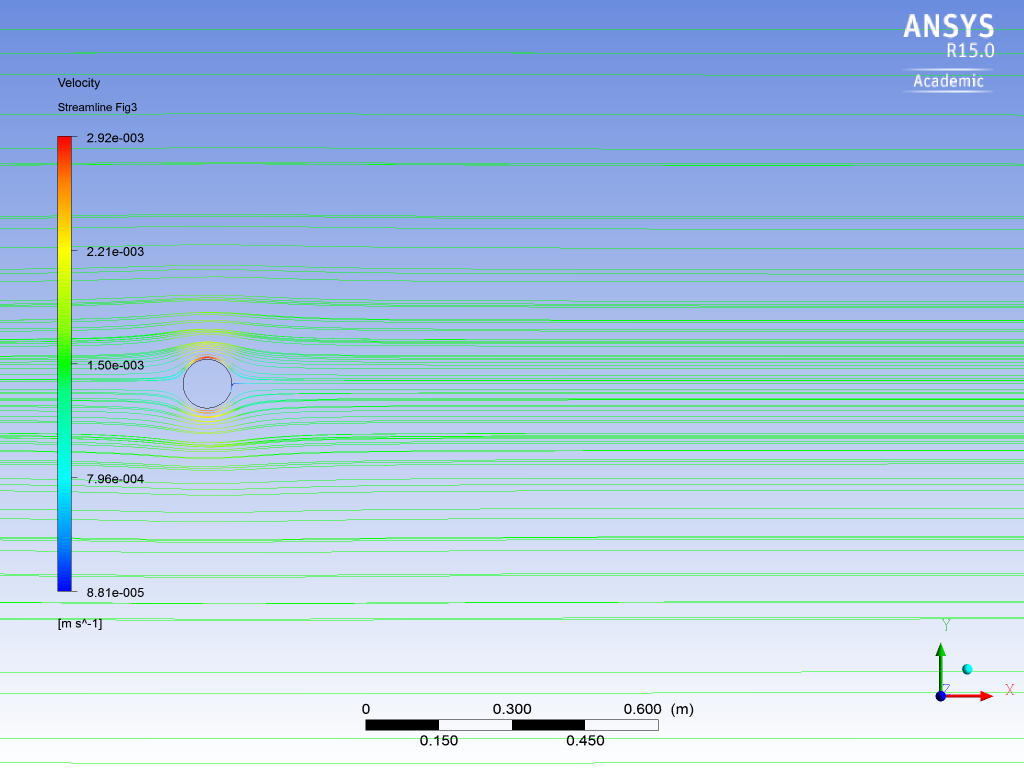 ANSYS
R15.0
Academic
Velocity
Streamline Fig3
2.92e-003
2.21e-003
1.50e-003
7.96e-004
8.81e-005
[m s^-1]
Y
Z
X
0 0.300 0.600 (m)
0.150 0.450